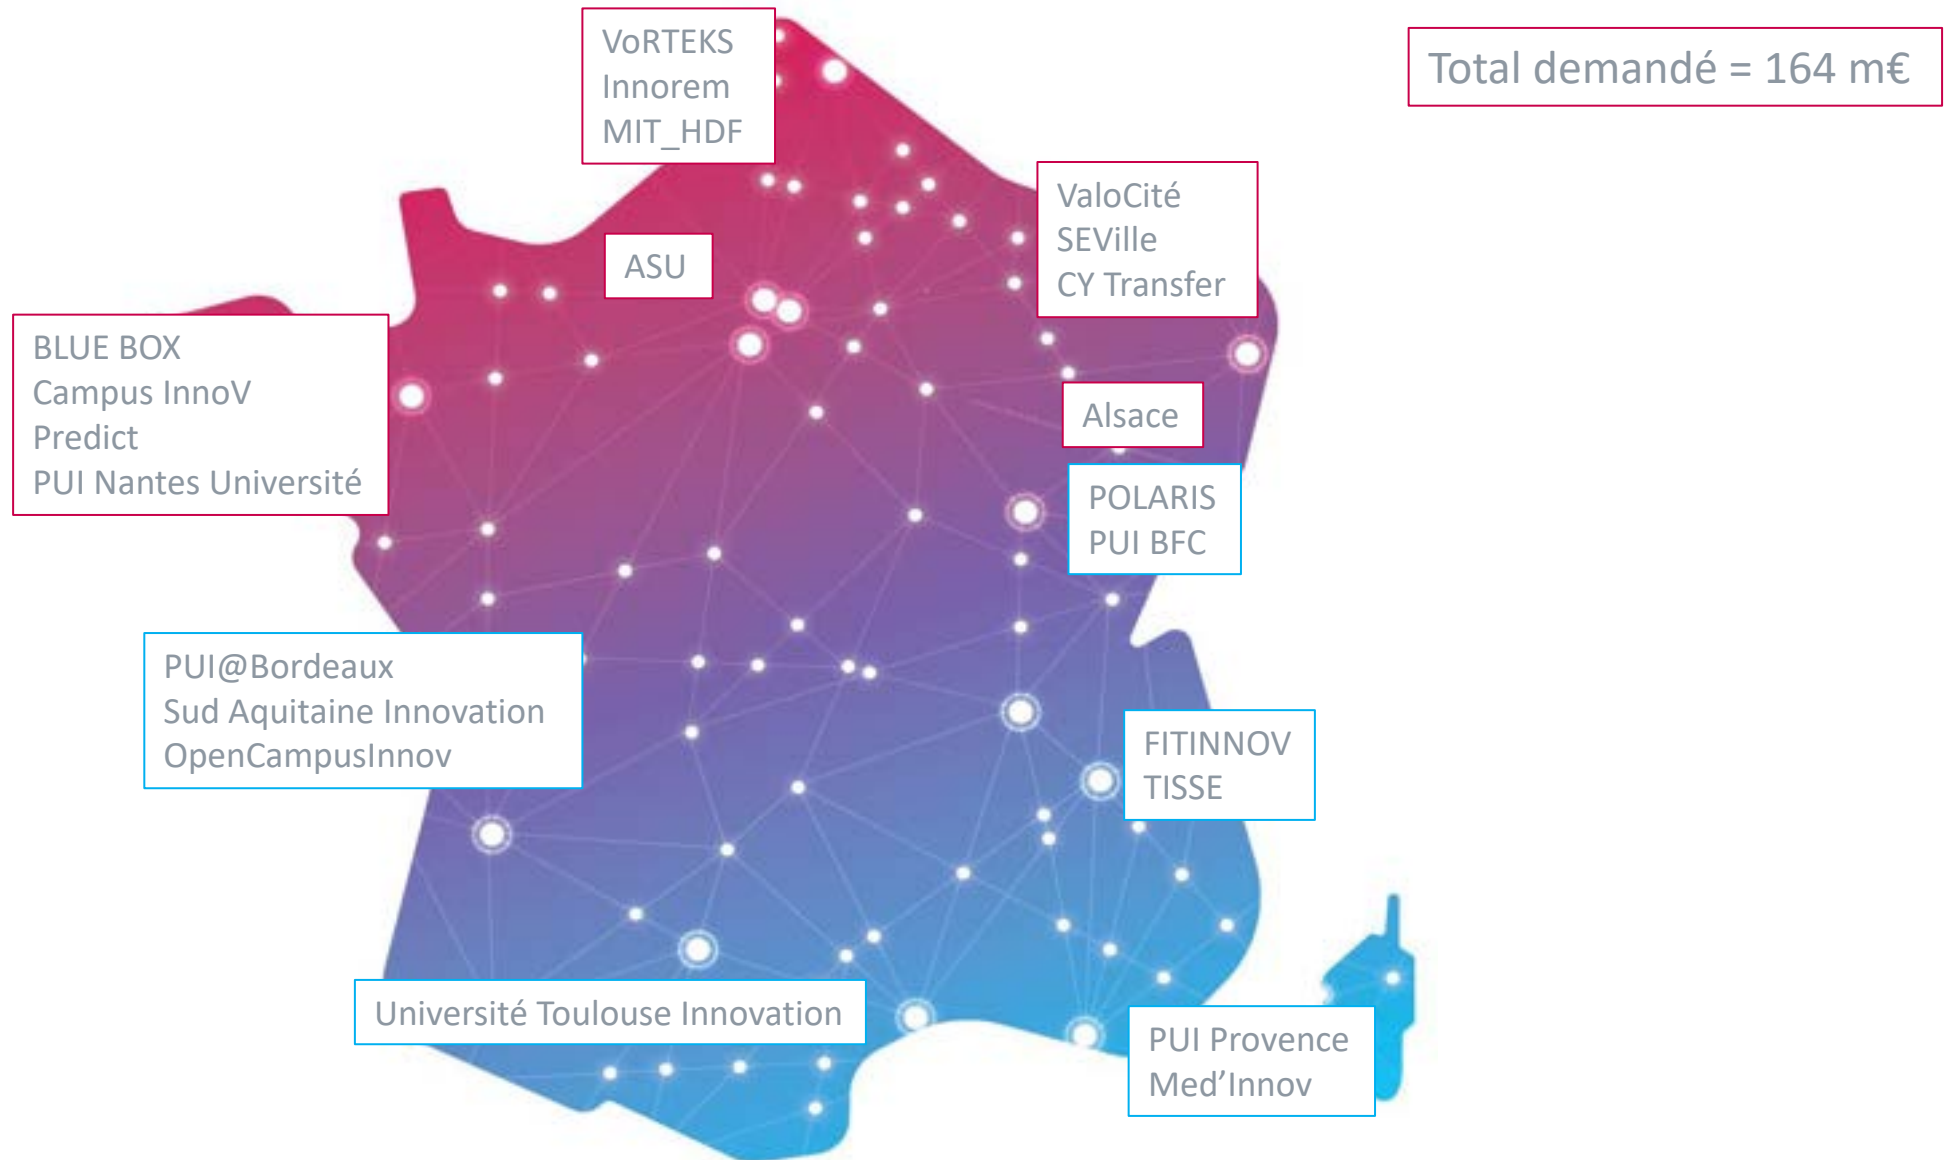 VoRTEKS
Innorem
MIT_HDF
Total demandé = 164 m€
ValoCité
SEVille
CY Transfer
ASU
BLUE BOX
Campus InnoV
Predict
PUI Nantes Université
Alsace
POLARIS
PUI BFC
PUI@Bordeaux
Sud Aquitaine Innovation
OpenCampusInnov
FITINNOV
TISSE
Université Toulouse Innovation
PUI Provence
Med’Innov